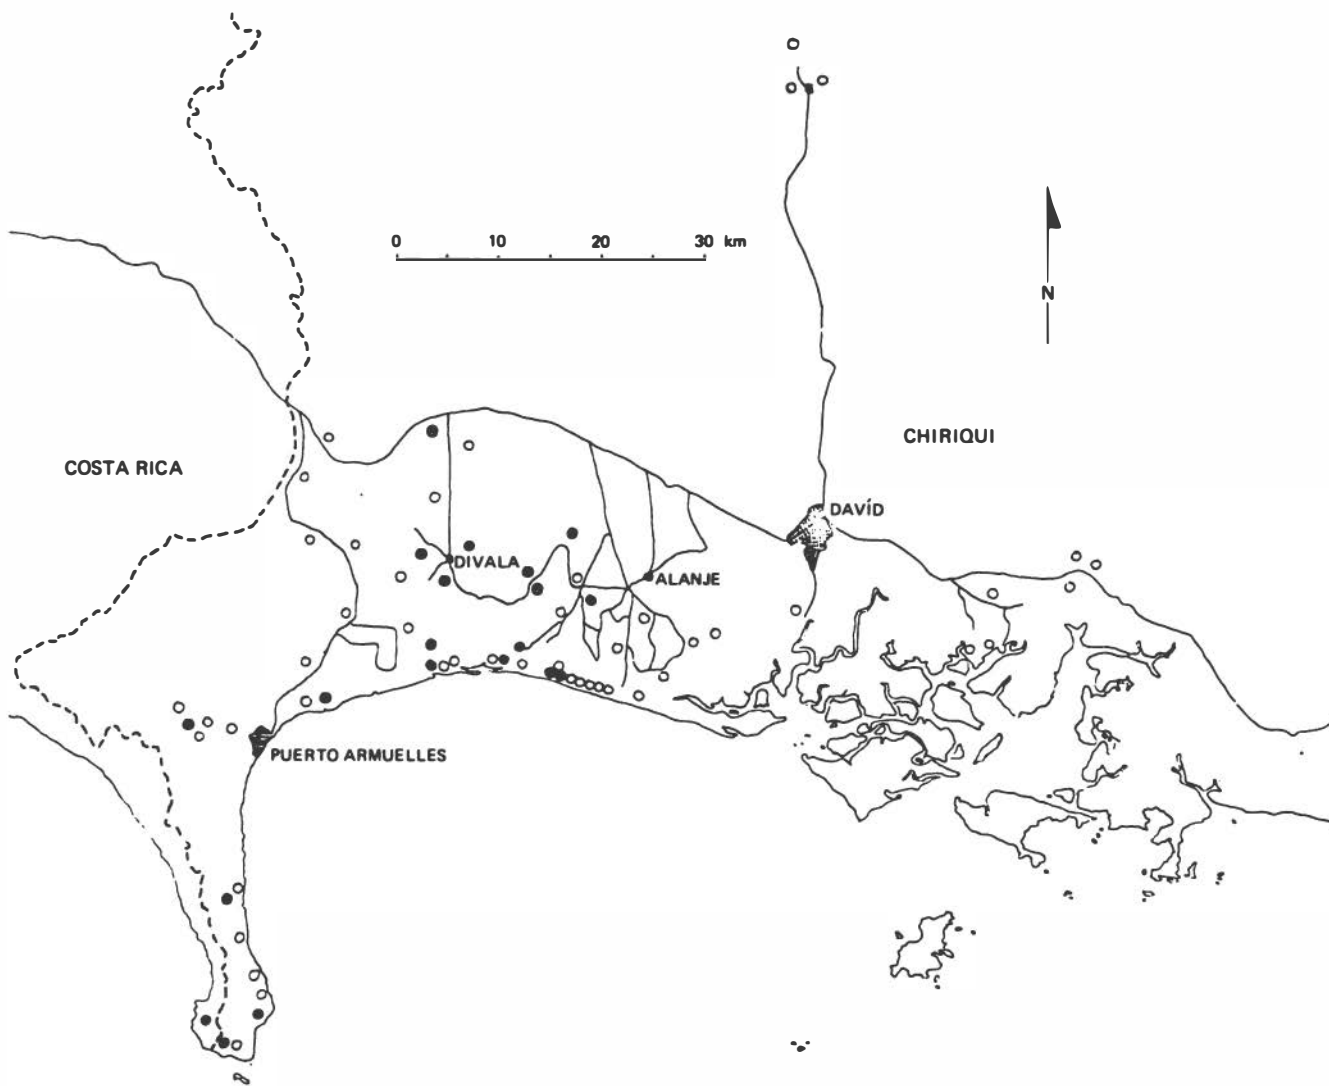 0 10 20 30 km
N
CHIRIQUI
COSTA RICA
DAVÍD
DIVALA
ALANJE
PUERTO ARMUELLES